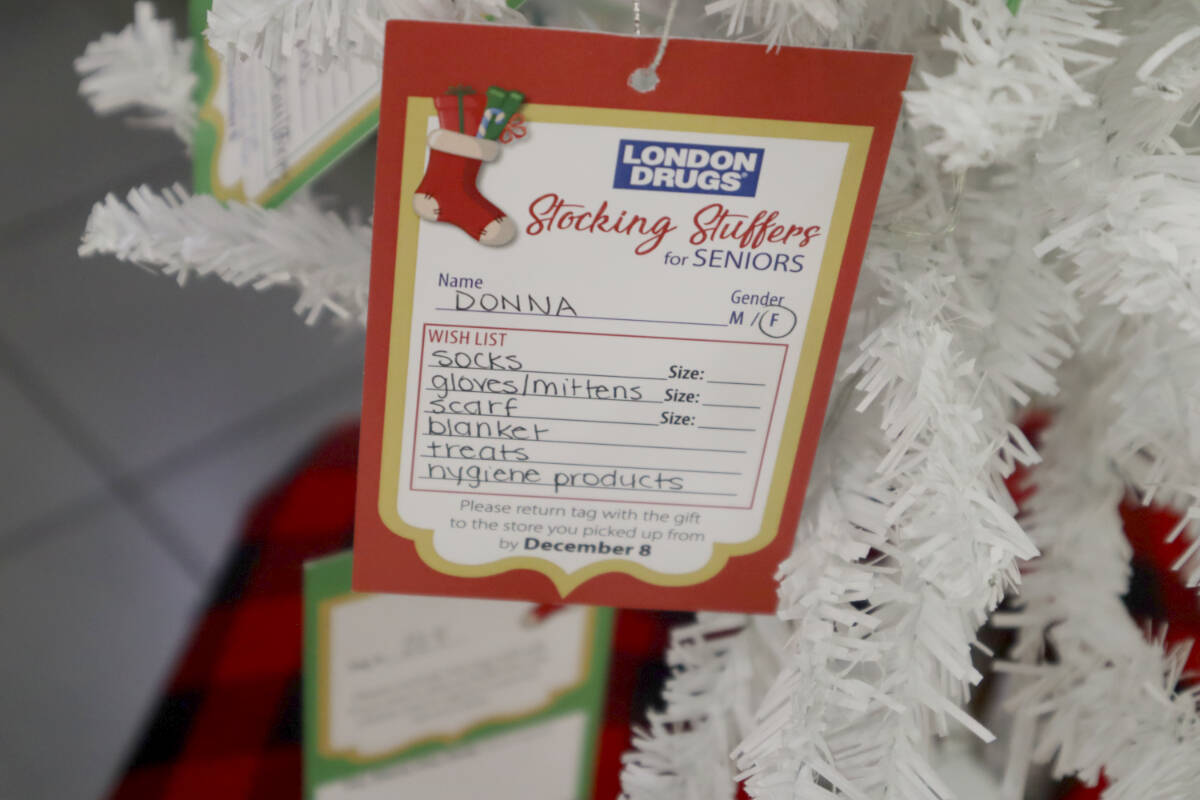 LONDON
DRUGS®
Stocking Stuffers
for SENIORS
Name
DONNA
Gender
M / F
WISH LIST
socks Size:
gloves/mittens Size:
scarf Size:
blanket
treats
hygiene products
Please return tag with the gift
to the store you picked up from
by December 8